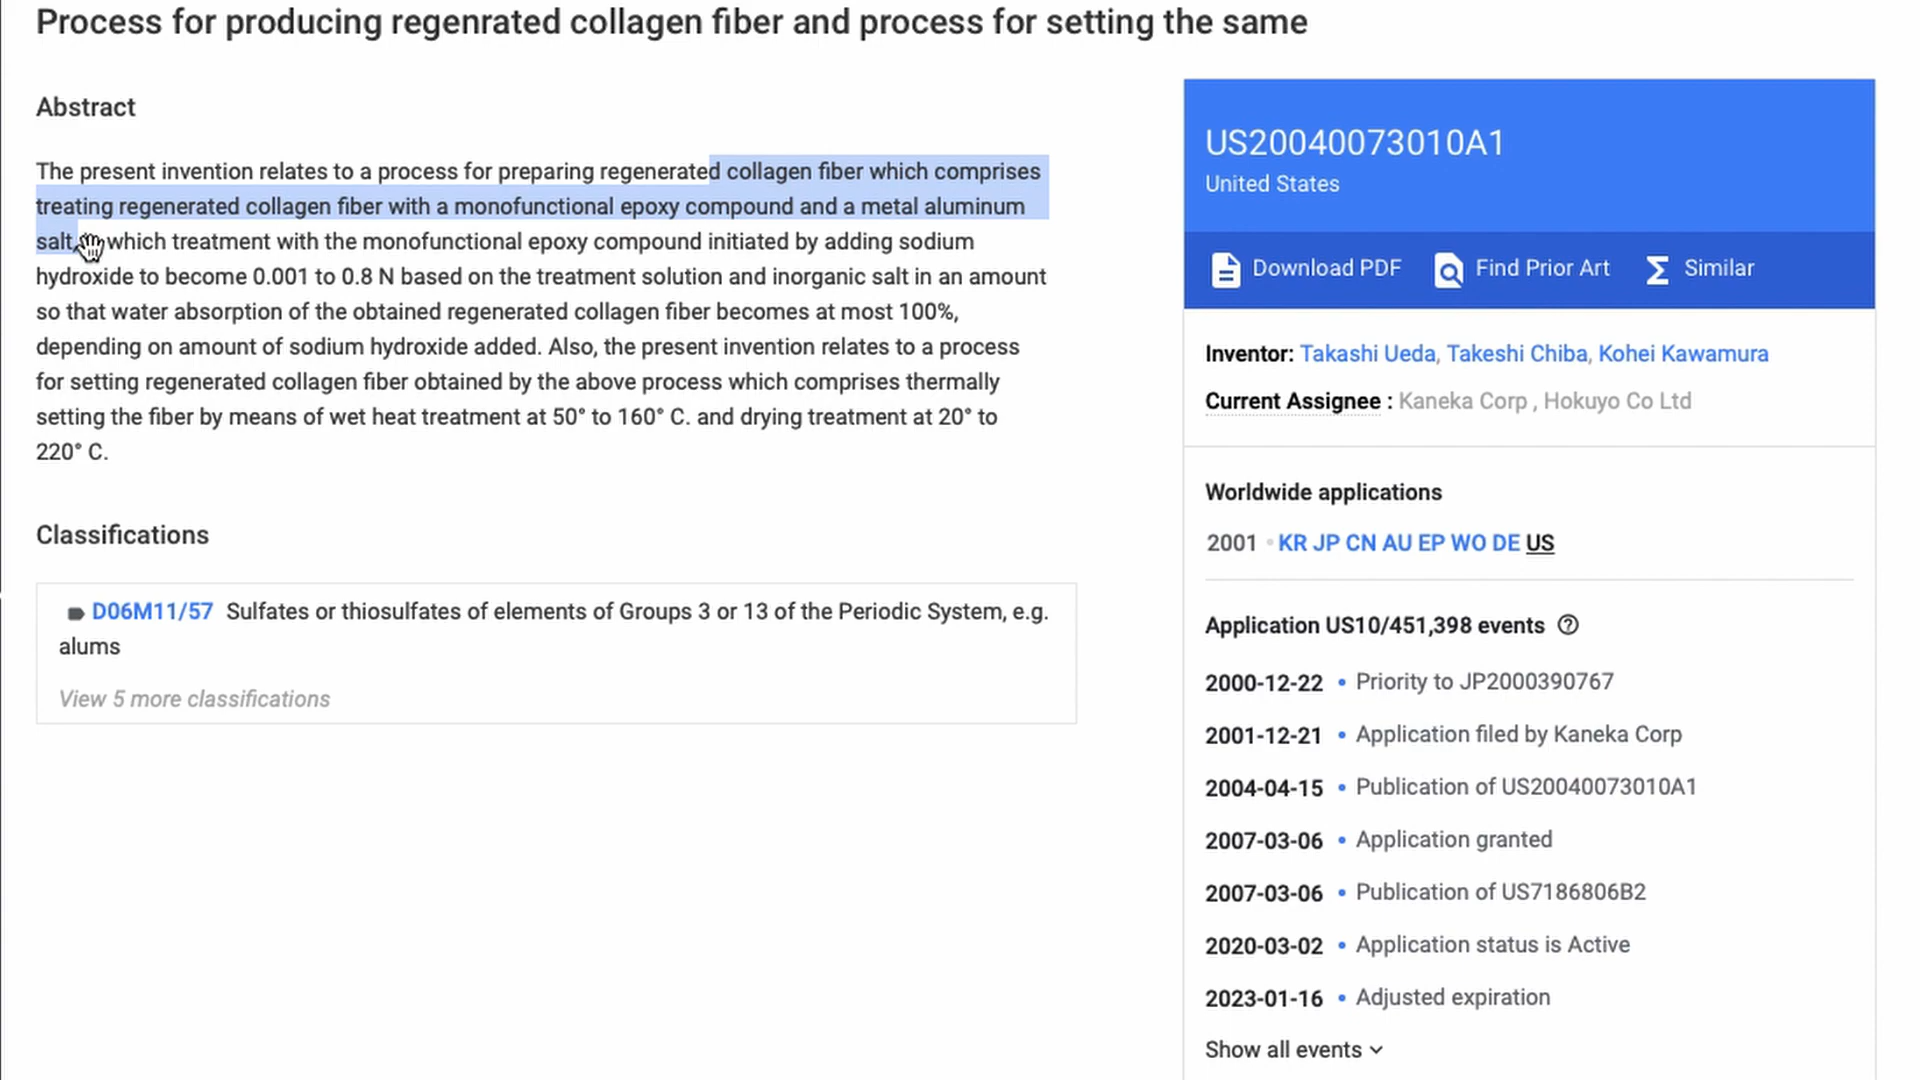 Process for producing regenrated collagen fiber and process for setting the same
Abstract
The present invention relates to a process for preparing regenerated collagen fiber which comprises
treating regenerated collagen fiber with a monofunctional epoxy compound and a metal aluminum
salt, which treatment with the monofunctional epoxy compound initiated by adding sodium
hydroxide to become 0.001 to 0.8 N based on the treatment solution and inorganic salt in an amount
so that water absorption of the obtained regenerated collagen fiber becomes at most 100%,
depending on amount of sodium hydroxide added. Also, the present invention relates to a process
for setting regenerated collagen fiber obtained by the above process which comprises thermally
setting the fiber by means of wet heat treatment at 50° to 160° C. and drying treatment at 20° to
220° C.
Classifications
D06M11/57 Sulfates or thiosulfates of elements of Groups 3 or 13 of the Periodic System, e.g.
alums
View 5 more classifications
US20040073010A1
United States
Download PDF Find Prior Art Similar
Inventor: Takashi Ueda, Takeshi Chiba, Kohei Kawamura
Current Assignee : Kaneka Corp , Hokuyo Co Ltd
Worldwide applications
2001 • KR JP CN AU EP WO DE US
Application US10/451,398 events
2000-12-22 • Priority to JP2000390767
2001-12-21 • Application filed by Kaneka Corp
2004-04-15 • Publication of US20040073010A1
2007-03-06 • Application granted
2007-03-06 • Publication of US7186806B2
2020-03-02 • Application status is Active
2023-01-16 • Adjusted expiration
Show all events